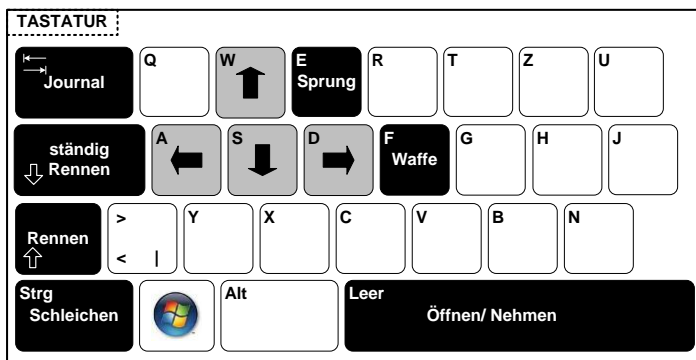 TASTATUR
Journal
Q
W
E
Sprung
R
T
Z
U
ständig
Rennen
A
S
D
F
Waffe
G
H
J
Rennen
>
< |
Y
X
C
V
B
N
Strg
Schleichen
Alt
Leer
Öffnen/ Nehmen